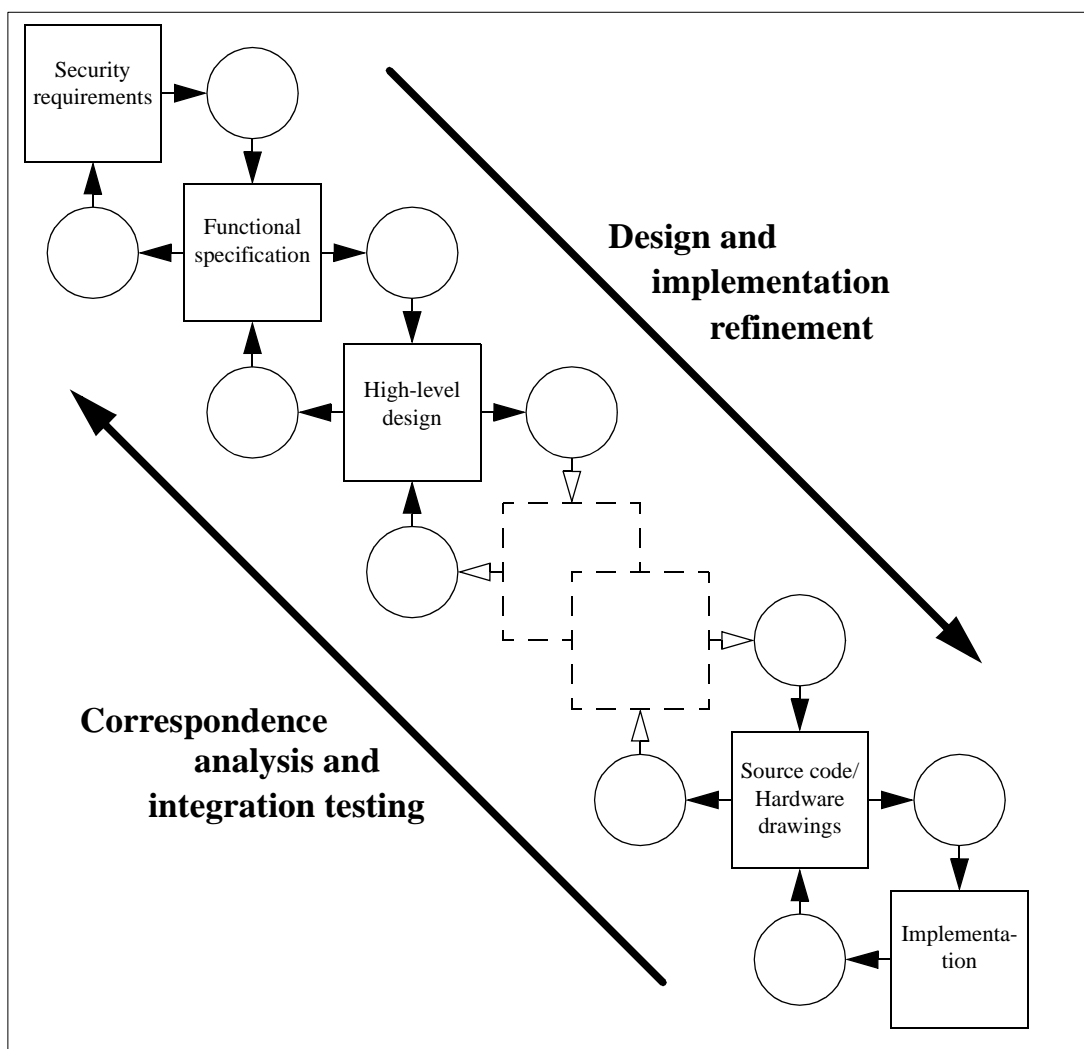 Security
requirements
Functional
specification
Design and
implementation
refinement
High-level
design
Correspondence
analysis and
integration testing
Source code/
Hardware
drawings
Implementa-
tion